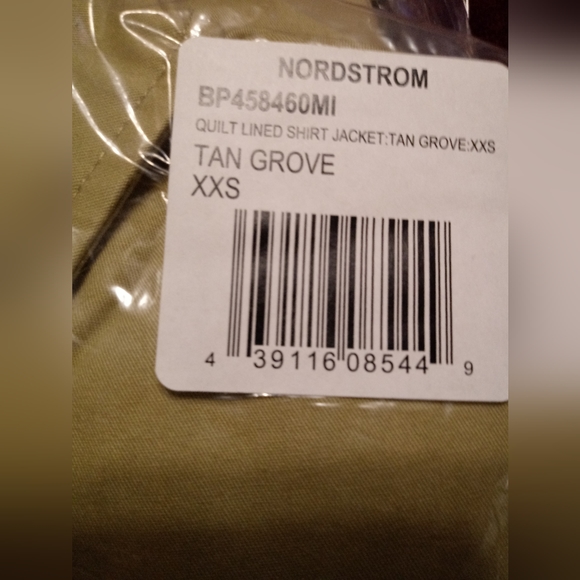 NORDSTROM
BP458460MI
QUILT LINED SHIRT JACKET:TAN GROVE:XXS
TAN GROVE
XXS
4 39116 08544 9